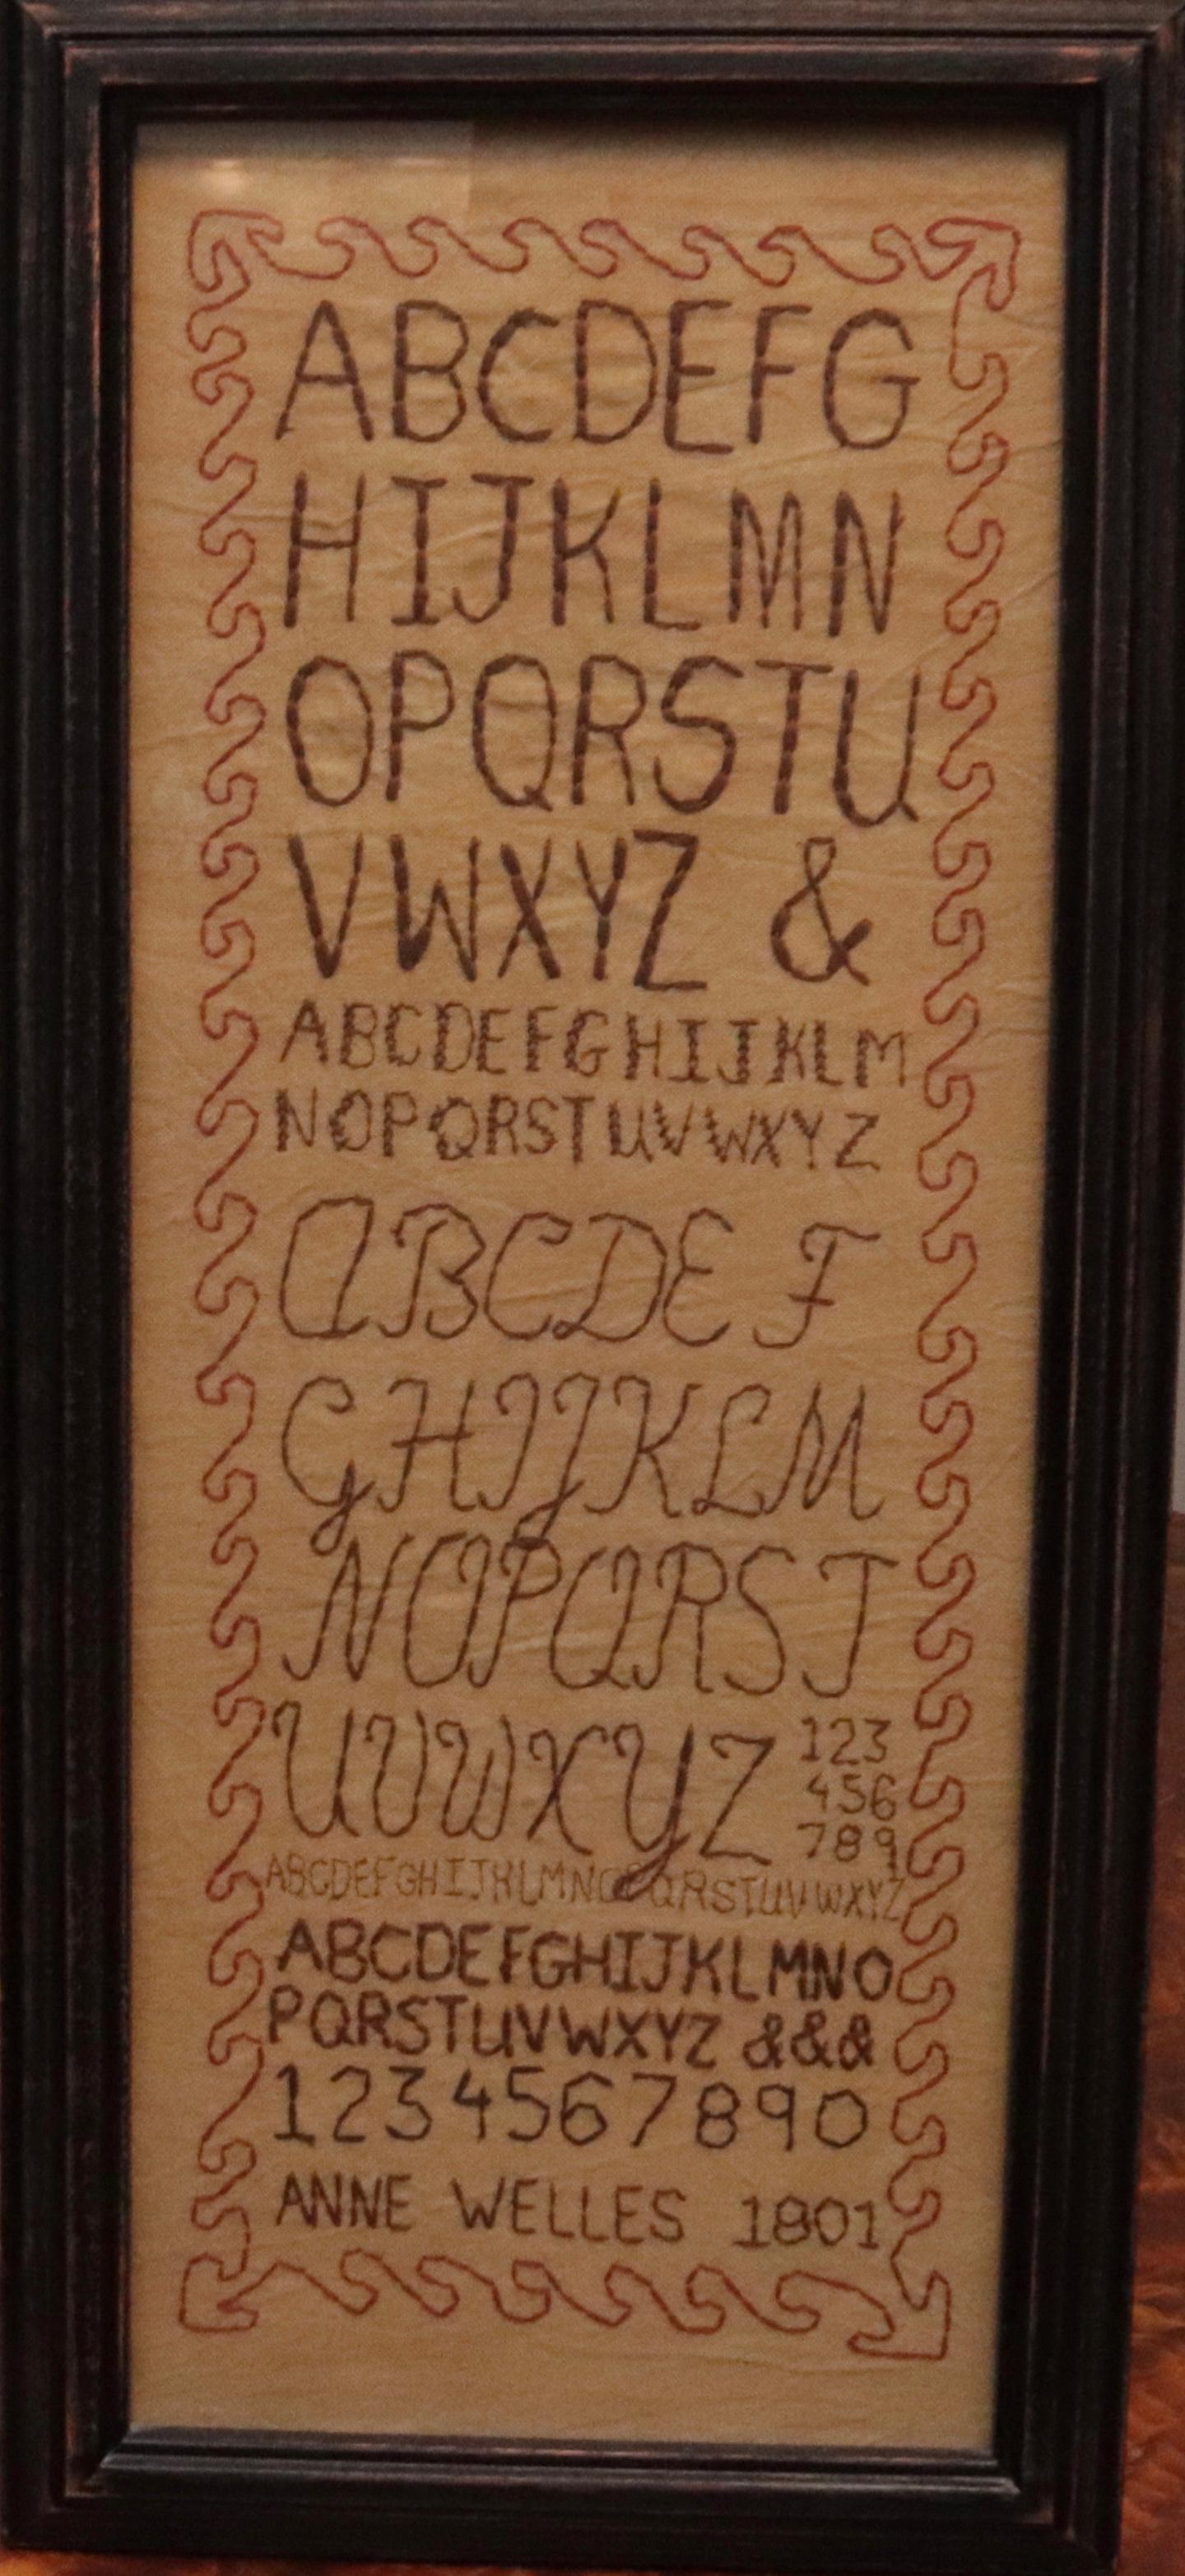 ABCDEFG
HIJKLMN
OPQRSTU
VWXYZ &
ABCDEFGHIJKLM
NOPQRSTUVWXYZ
ABCDE F
GHIJKLM
NOPQRST
UVWXYZ
123
456
789
ABCDEFGHIJKLMNOPQRSTUVWXYZ
ABCDEFGHIJKLMNO
PQRSTUVWXYZ &&&
1234567890
ANNE WELLES 1801